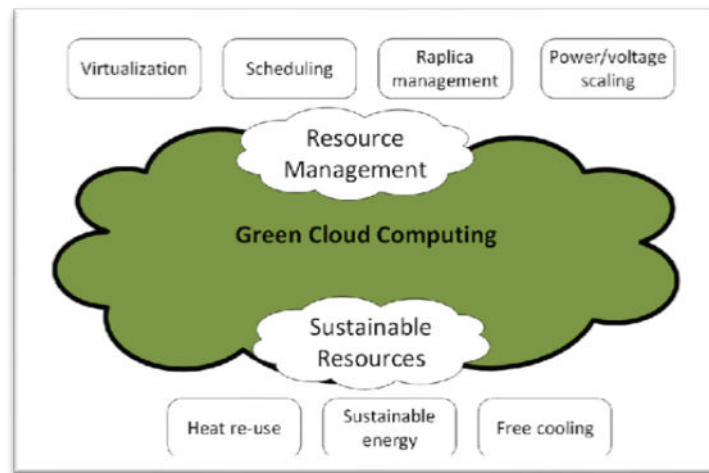 Virtualization
Scheduling
Raplica
management
Power/voltage
scaling
Resource
Management
Green Cloud Computing
Sustainable
Resources
Heat re-use
Sustainable
energy
Free cooling